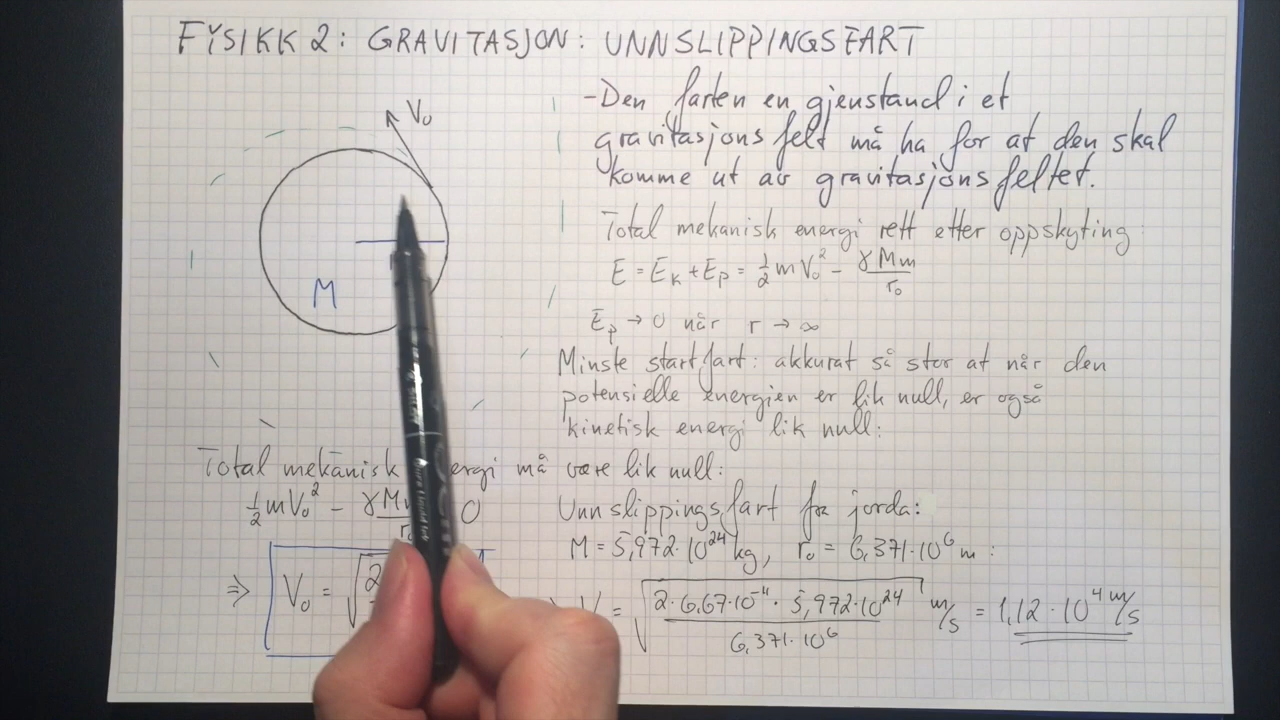 FYSIKK 2: GRAVITASJON: UNNSLIPPINGSFART
V₀
M
-Den farten en gjenstand i et
gravitasjonsfelt må ha for at den skal
komme ut av gravitasjonsfeltet.
Total mekanisk energi rett etter oppskyting
E = Eₖ + Eₚ = ½mV₀² - γMm/r₀
Eₚ → 0 når r → ∞
Minste startfart: akkurat så stor at når den
potensielle energien er lik null, er også
kinetisk energi lik null:
Total mekanisk ergi må være lik null:
½mV₀² - γM 0
⇒ V₀ = √2
Unnslippingsfart fra jorda:
M = 5,972·10²⁴ kg, r₀ = 6,371·10⁶ m:
= √(2·6,67·10⁻¹¹·5,972·10²⁴ / 6,371·10⁶) m/s = 1,12·10⁴ m/s